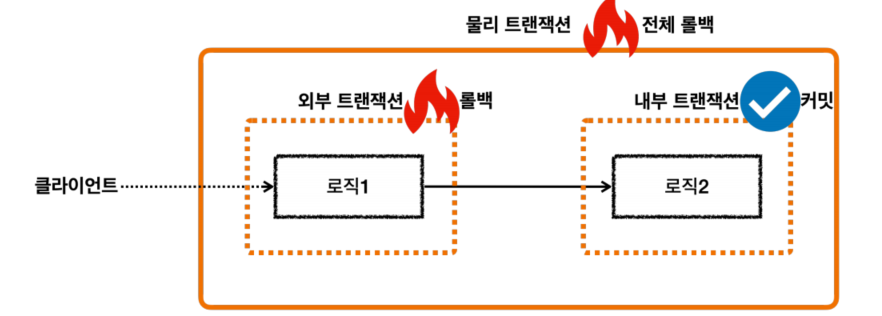 물리 트랜잭션 전체 롤백
외부 트랜잭션 롤백
내부 트랜잭션 커밋
클라이언트
로직1
로직2